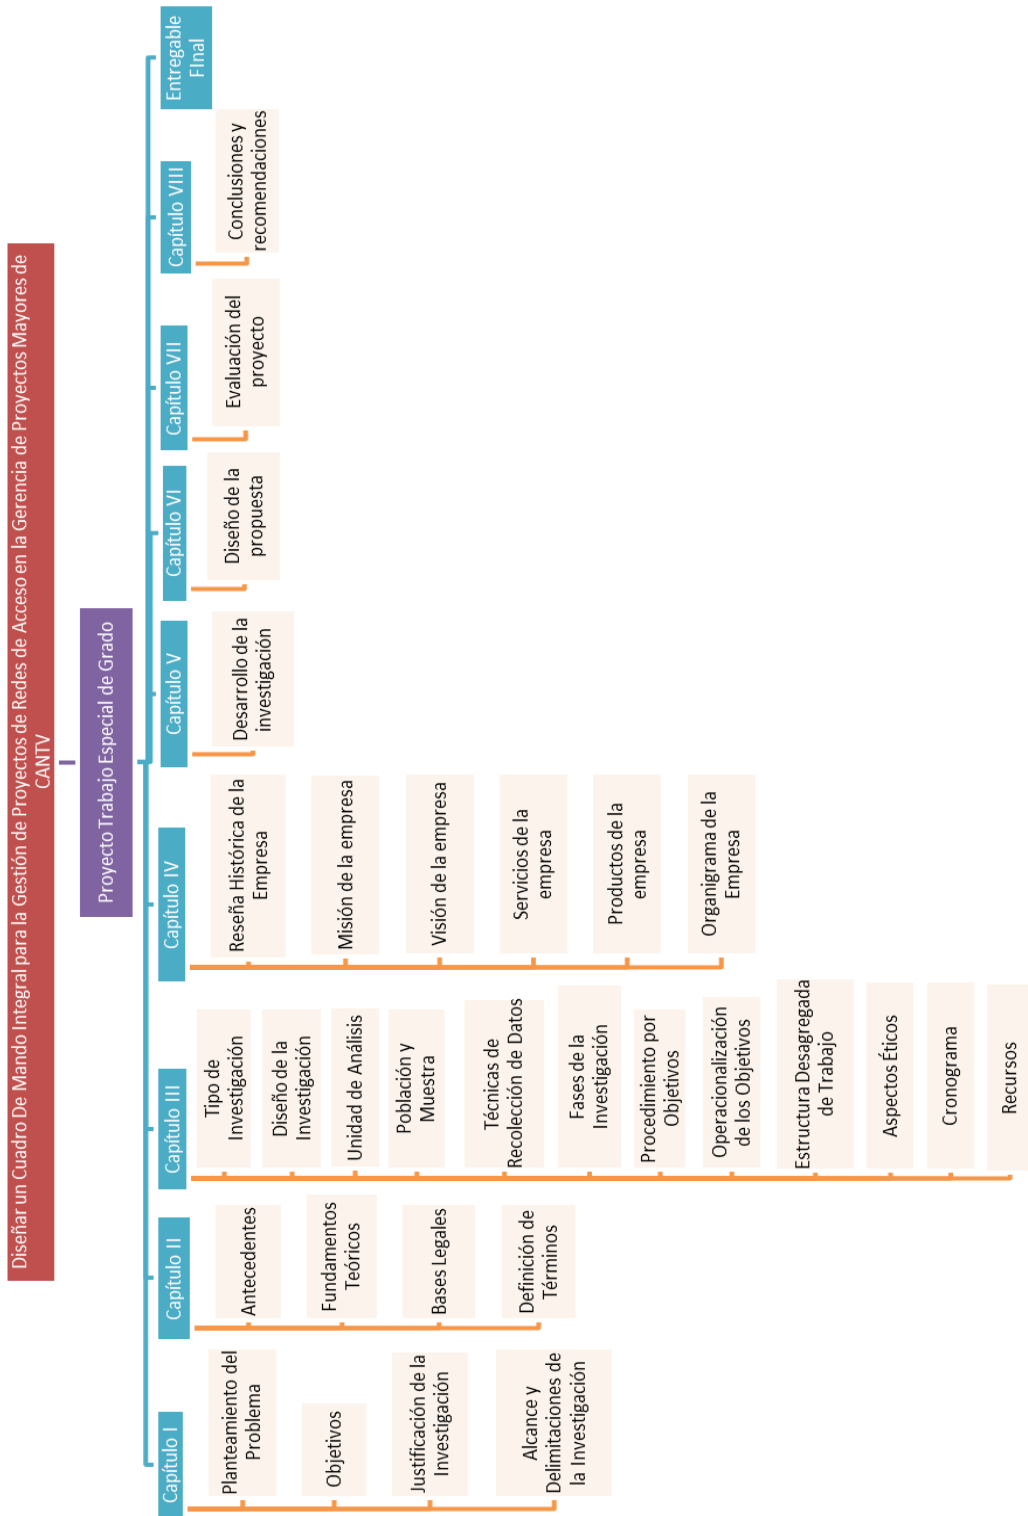 Diseñar un Cuadro De Mando Integral para la Gestión de Proyectos de Redes de Acceso en la Gerencia de Proyectos Mayores de
CANTV
Proyecto Trabajo Especial de Grado
Capítulo I
Planteamiento del
Problema
Objetivos
Justificación de la
Investigación
Alcance y
Delimitaciones de
la Investigación
Capítulo II
Antecedentes
Fundamentos
Teóricos
Bases Legales
Definición de
Términos
Capítulo III
Tipo de
Investigación
Diseño de la
Investigación
Unidad de Análisis
Población y
Muestra
Técnicas de
Recolección de Datos
Fases de la
Investigación
Procedimiento por
Objetivos
Operacionalización
de los Objetivos
Estructura Desagregada
de Trabajo
Aspectos Éticos
Cronograma
Recursos
Capítulo IV
Reseña Histórica de la
Empresa
Misión de la empresa
Visión de la empresa
Servicios de la
empresa
Productos de la
empresa
Organigrama de la
Empresa
Capítulo V
Desarrollo de la
investigación
Capítulo VI
Diseño de la
propuesta
Capítulo VII
Evaluación del
proyecto
Capítulo VIII
Conclusiones y
recomendaciones
Entregable
FInal